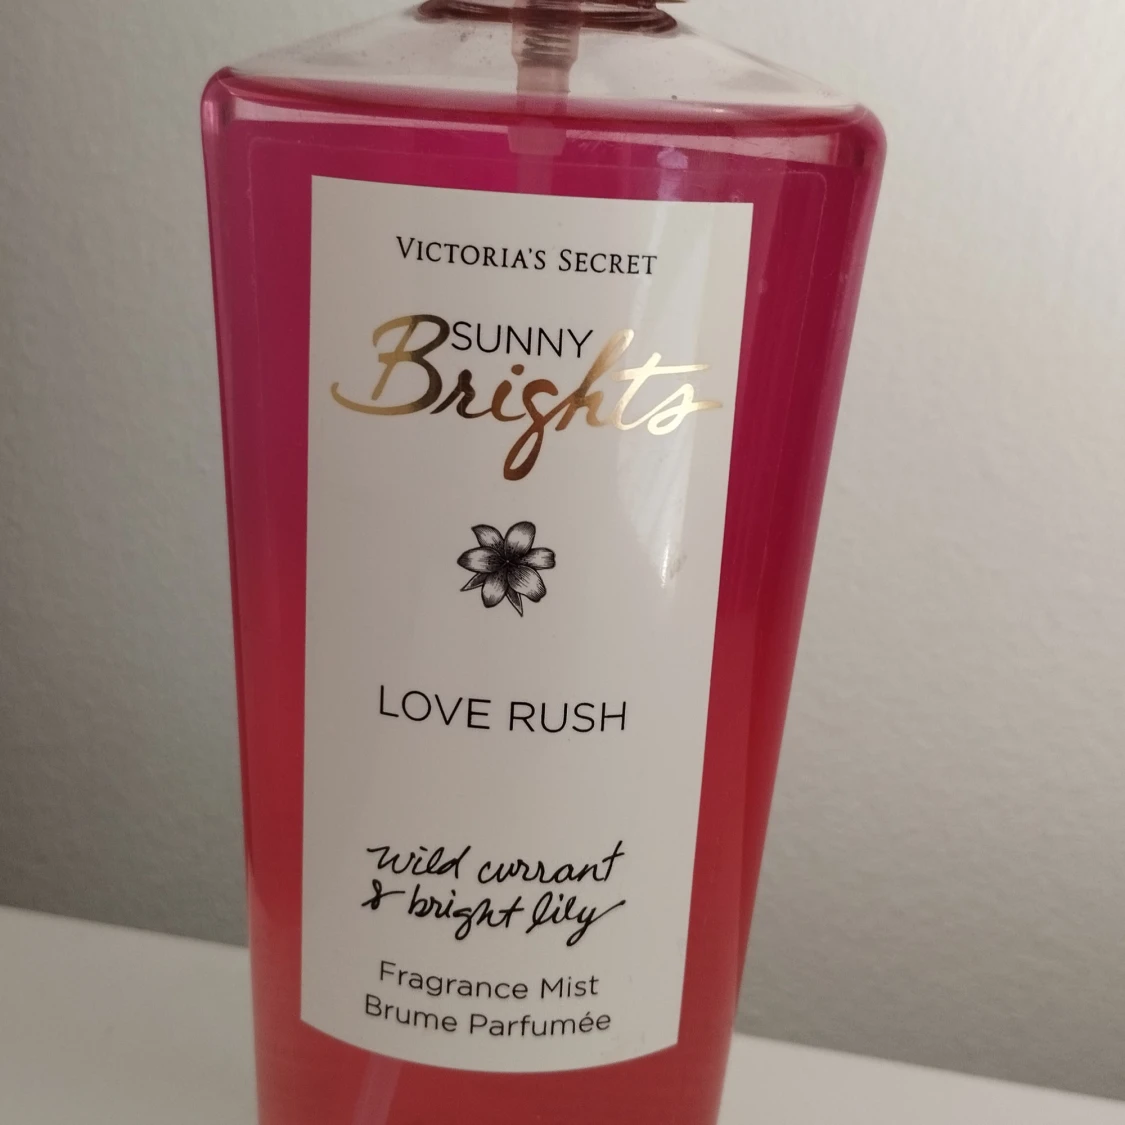 VICTORIA'S SECRET
SUNNY
Brights
LOVE RUSH
wild currant
& bright lily
Fragrance Mist
Brume Parfumée